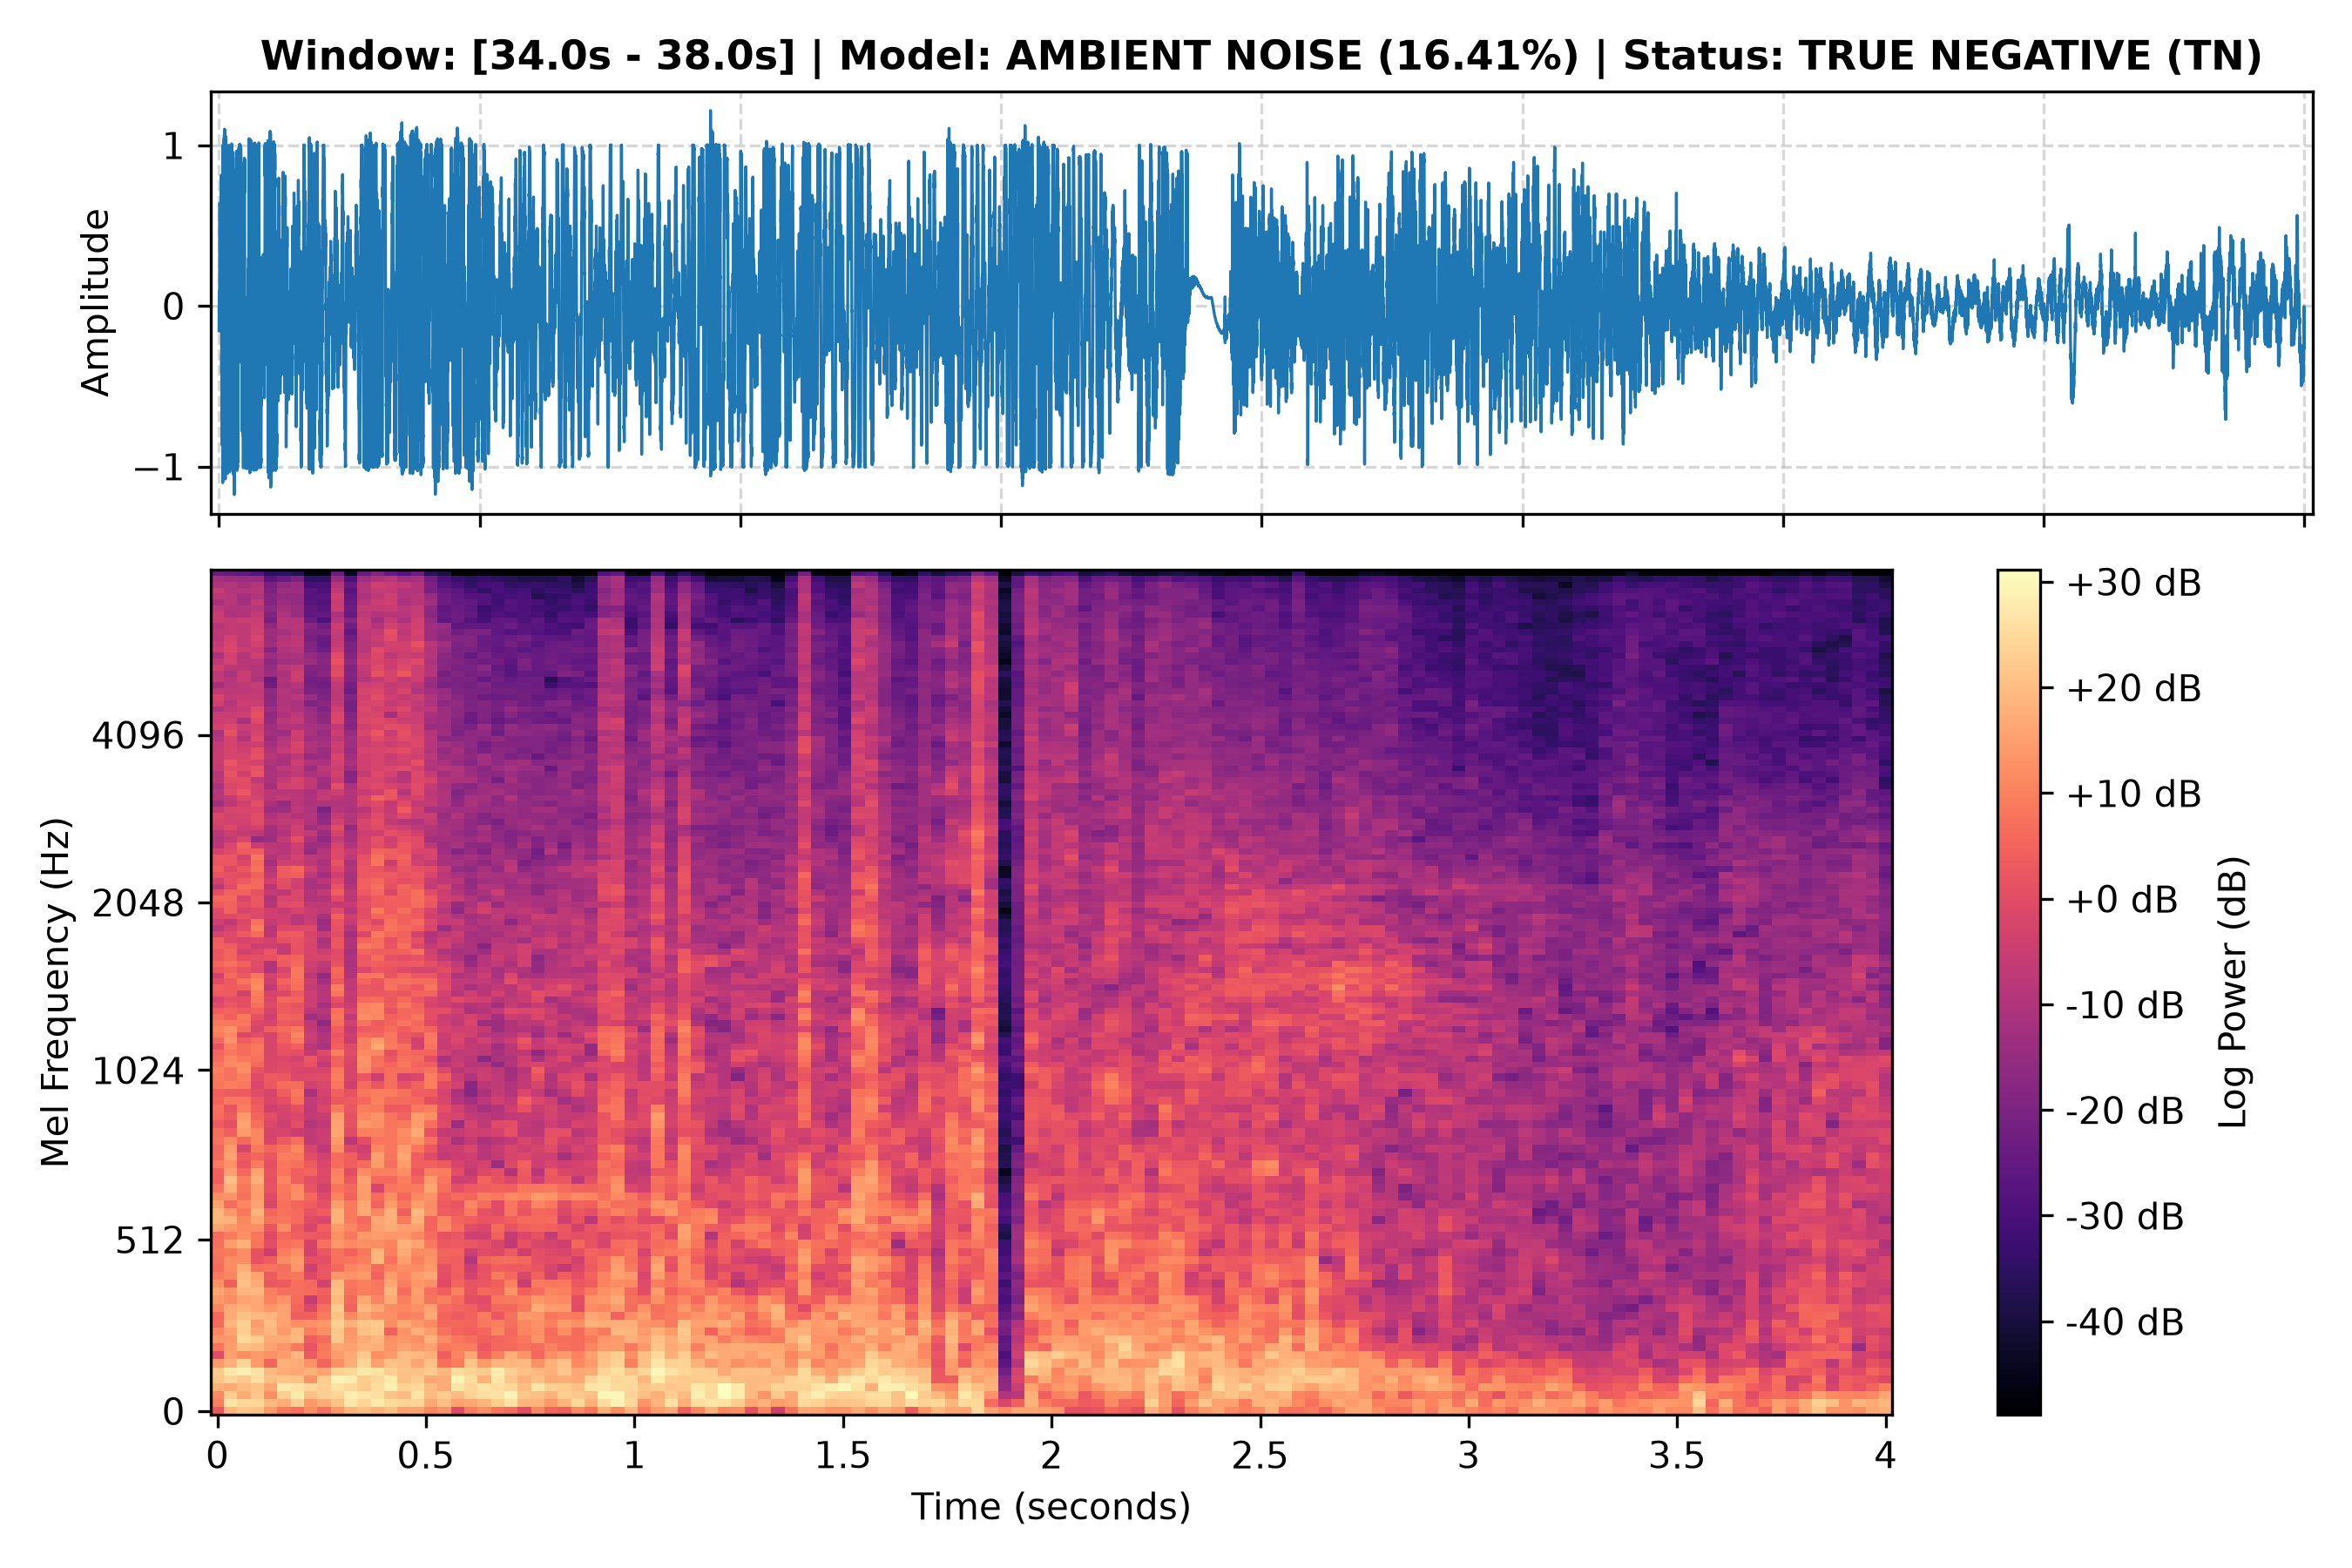 Window: [34.0s - 38.0s] | Model: AMBIENT NOISE (16.41%) | Status: TRUE NEGATIVE (TN)
1
0
−1
Amplitude
4096
2048
1024
512
0
Mel Frequency (Hz)
0 0.5 1 1.5 2 2.5 3 3.5 4
Time (seconds)
+30 dB
+20 dB
+10 dB
+0 dB
-10 dB
-20 dB
-30 dB
-40 dB
Log Power (dB)